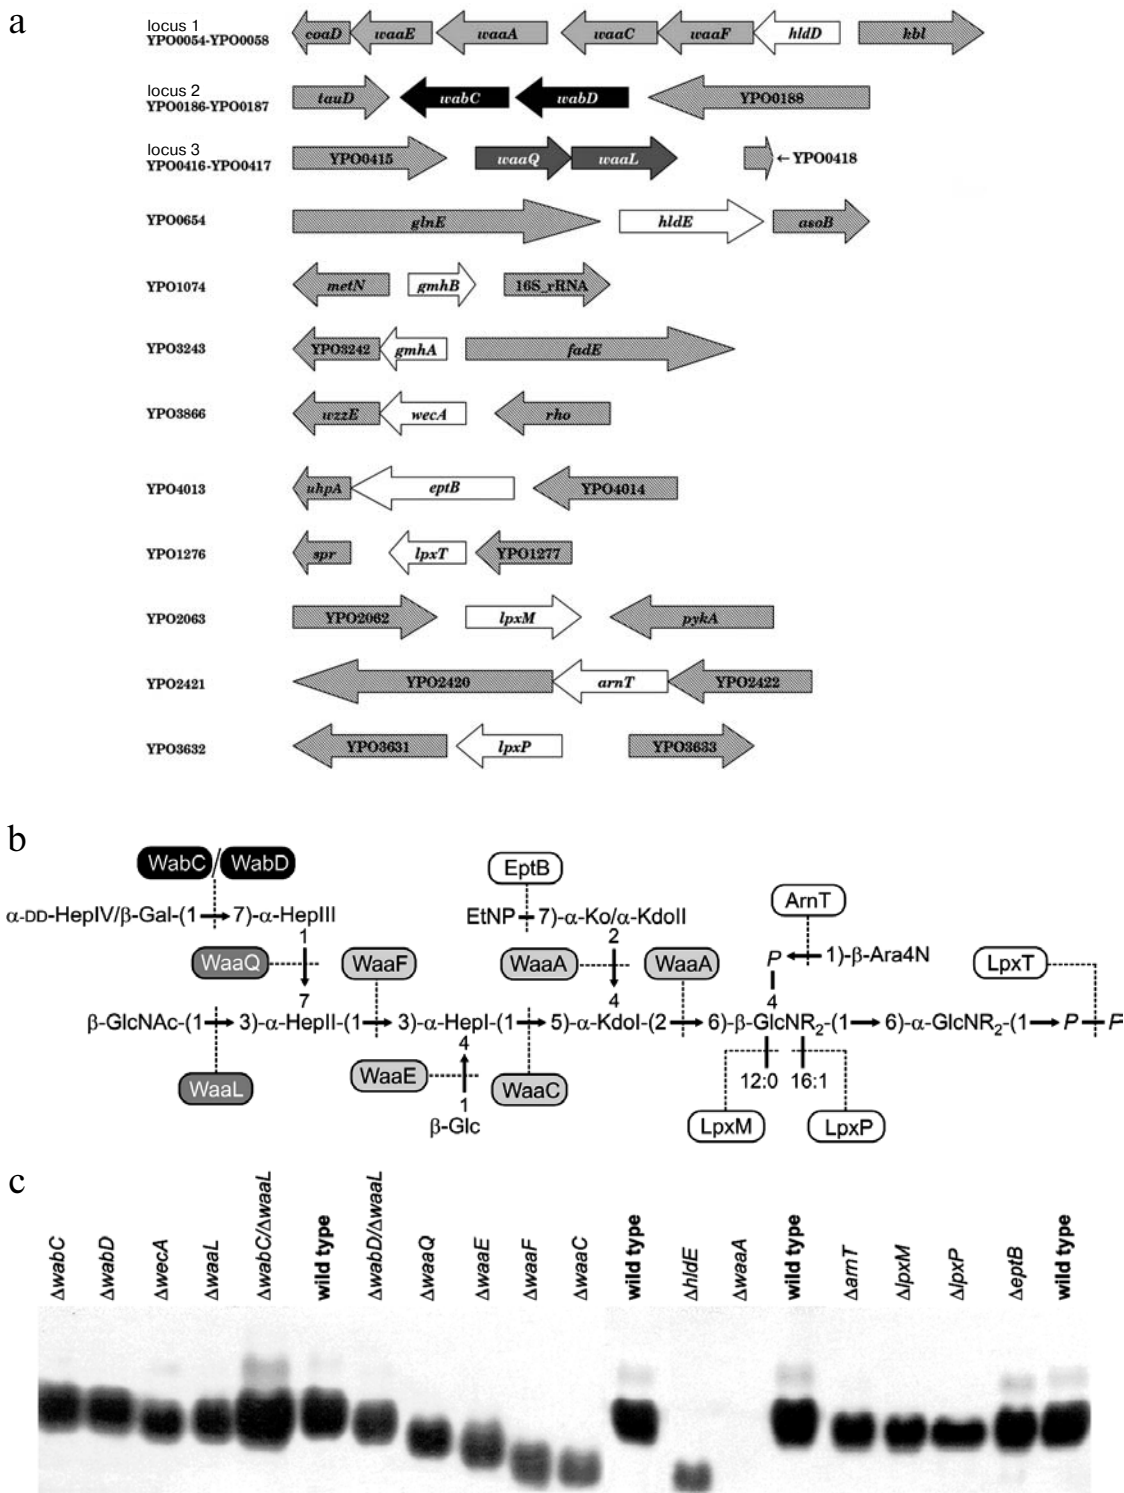 a
locus 1
YPO0054-YPO0058
coaD waaE waaA waaC waaF hldD kbl
locus 2
YPO0186-YPO0187
tauD wabC wabD YPO0188
locus 3
YPO0416-YPO0417
YPO0415 waaQ waaL ←YPO0418
YPO0654 glnE hldE asoB
YPO1074 metN gmhB 16S_rRNA
YPO3243 YPO3242 gmhA fadE
YPO3866 wzzE wecA rho
YPO4013 uhpA eptB YPO4014
YPO1276 spr lpxT YPO1277
YPO2063 YPO2062 lpxM pykA
YPO2421 YPO2420 arnT YPO2422
YPO3632 YPO3631 lpxP YPO3633
b
WabC / WabD EptB ArnT
α-DD-HepIV/β-Gal-(1 7)-α-HepIII EtNP 7)-α-Ko/α-KdoII
1 2 P 1)-β-Ara4N
WaaQ WaaF WaaA WaaA LpxT
7 4 4
β-GlcNAc-(1 3)-α-HepII-(1 3)-α-HepI-(1 5)-α-KdoI-(2 6)-β-GlcNR2-(1 6)-α-GlcNR2-(1 P P
4
WaaL WaaE WaaC 12:0 16:1
1
β-Glc LpxM LpxP
c
ΔwabC ΔwabD ΔwecA ΔwaaL ΔwabC/ΔwaaL wild type ΔwabD/ΔwaaL ΔwaaQ ΔwaaE ΔwaaF ΔwaaC wild type ΔhldE ΔwaaA wild type ΔarnT ΔlpxM ΔlpxP ΔeptB wild type